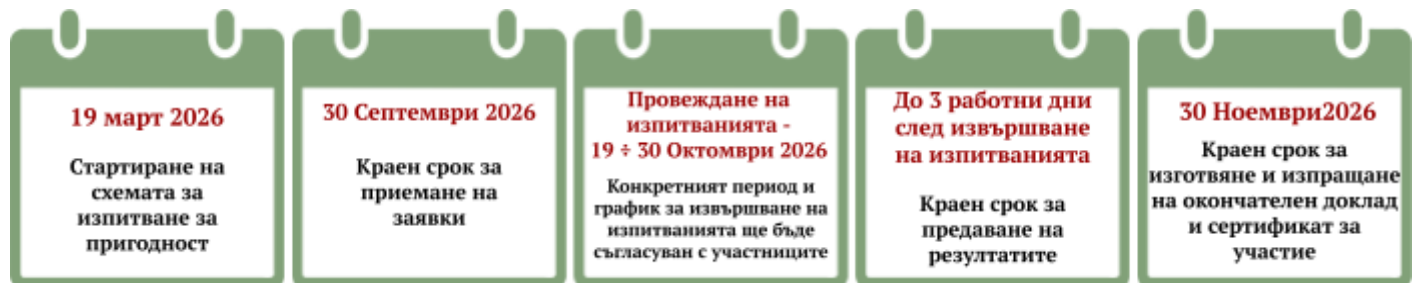 19 март 2026
Стартиране на
схемата за
изпитване за
пригодност
30 Септември 2026
Краен срок за
приемане на
заявки
Провеждане на
изпитванията -
19 ÷ 30 Октомври 2026
Конкретният период и
график за извършване на
изпитванията ще бъде
съгласуван с участниците
До 3 работни дни
след извършване
на изпитванията
Краен срок за
предаване на
резултатите
30 Ноември2026
Краен срок за
изготвяне и изпращане
на окончателен доклад
и сертификат за
участие